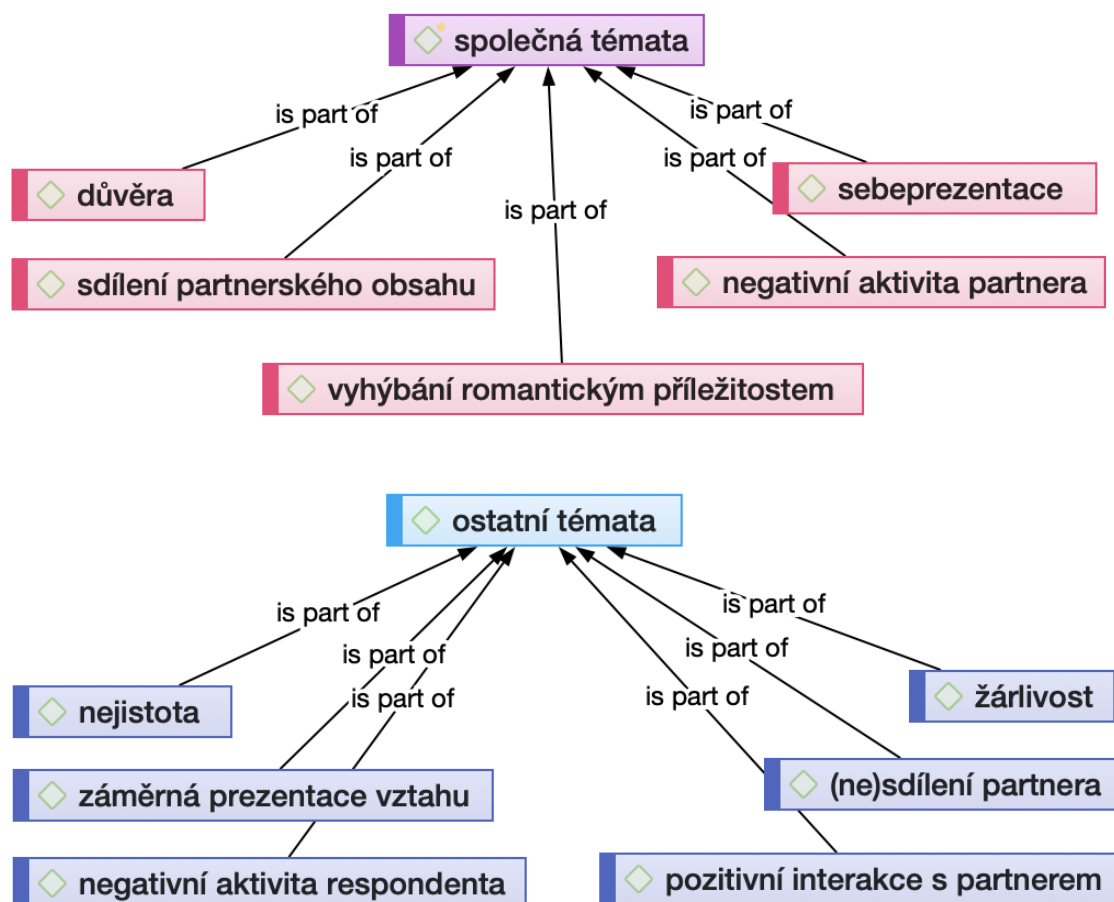 společná témata
is part of
is part of
is part of
is part of
is part of
důvěra
sebeprezentace
sdílení partnerského obsahu
negativní aktivita partnera
vyhýbání romantickým příležitostem
ostatní témata
is part of
is part of
is part of
is part of
is part of
is part of
nejistota
žárlivost
záměrná prezentace vztahu
(ne)sdílení partnera
negativní aktivita respondenta
pozitivní interakce s partnerem